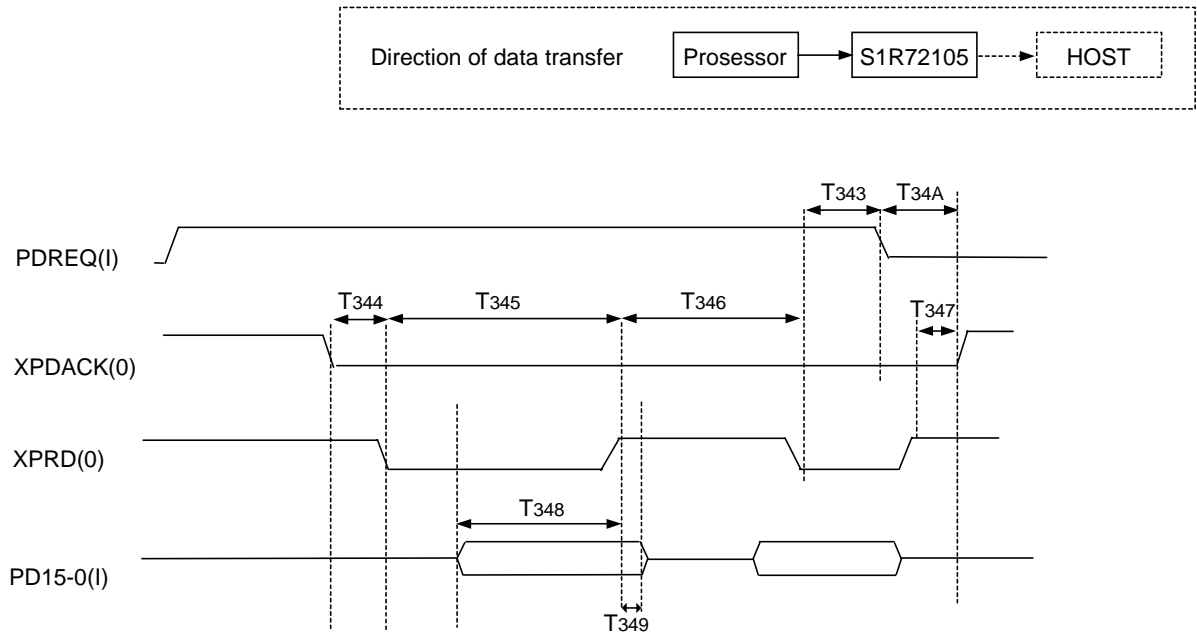 Direction of data transfer Prosessor S1R72105 HOST
T343 T34A
PDREQ(I)
T344 T345 T346 T347
XPDACK(0)
XPRD(0)
T348
PD15-0(I)
T349